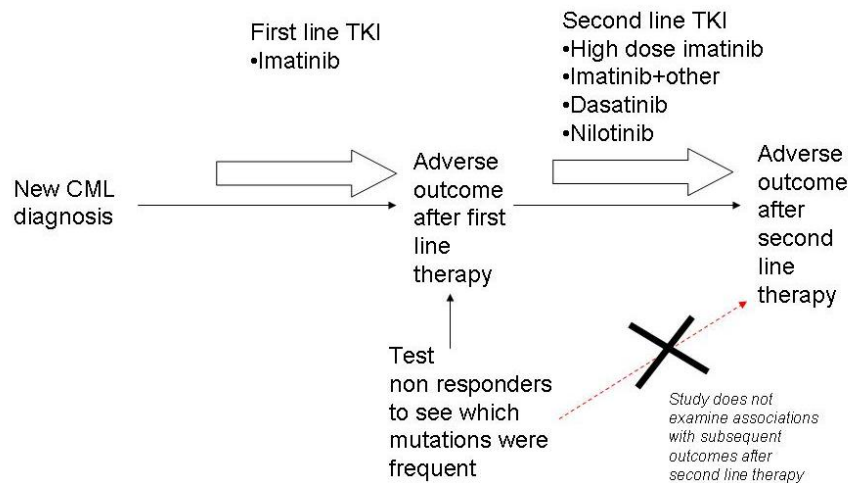 First line TKI
•Imatinib
Second line TKI
•High dose imatinib
•Imatinib+other
•Dasatinib
•Nilotinib
New CML
diagnosis
Adverse
outcome
after first
line
therapy
Adverse
outcome
after
second
line
therapy
Test
non responders
to see which
mutations were
frequent
Study does not
examine associations
with subsequent
outcomes after
second line therapy